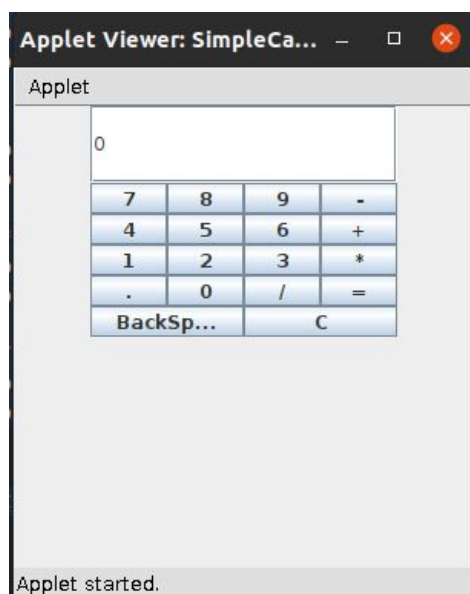 Applet Viewer: SimpleCa...
Applet
0
7 8 9 -
4 5 6 +
1 2 3 *
. 0 / =
BackSp... C
Applet started.